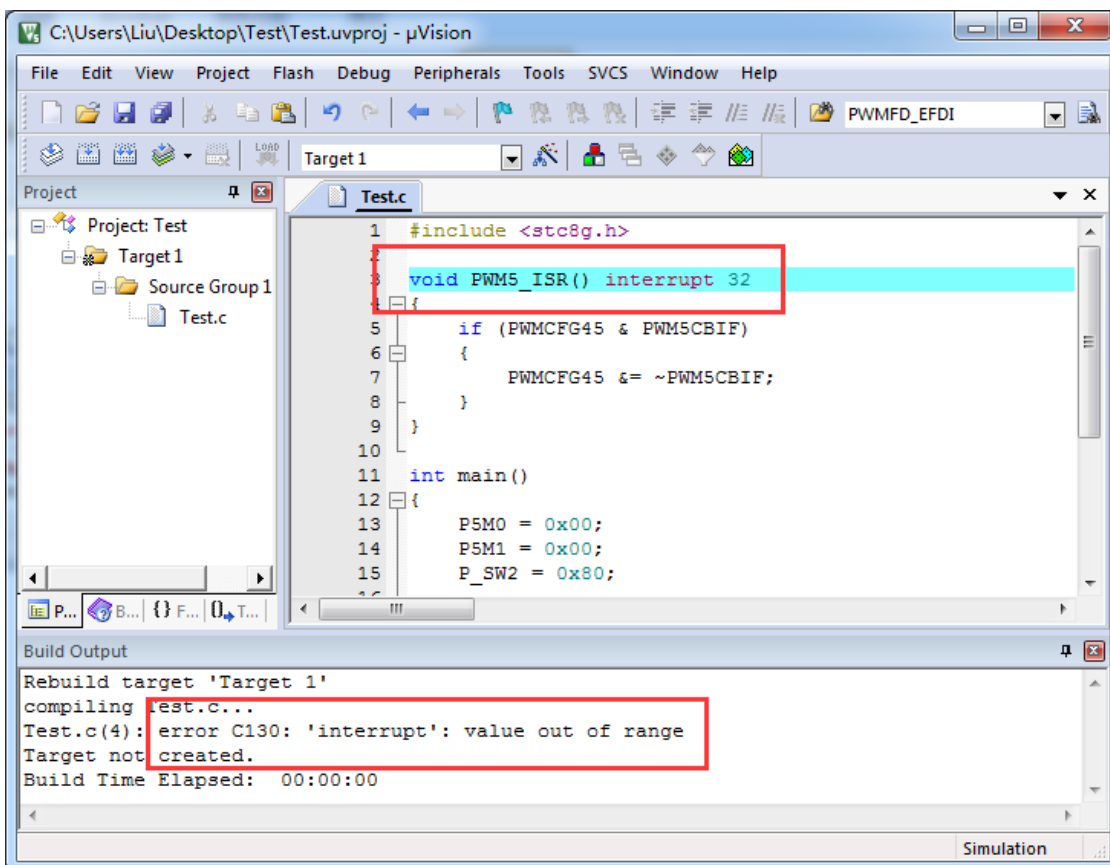 C:\Users\Liu\Desktop\Test\Test.uvproj - µVision
File Edit View Project Flash Debug Peripherals Tools SVCS Window Help
PWMFD_EFDI
LOAD Target 1
Project
Test.c
Project: Test
Target 1
Source Group 1
Test.c
1 #include <stc8g.h>
2
3 void PWM5_ISR() interrupt 32
4 {
5 if (PWMCFG45 & PWM5CBIF)
6 {
7 PWMCFG45 &= ~PWM5CBIF;
8 }
9 }
10
11 int main()
12 {
13 P5M0 = 0x00;
14 P5M1 = 0x00;
15 P_SW2 = 0x80;
P... B... {} F... 0 T...
Build Output
Rebuild target 'Target 1'
compiling Test.c...
Test.c(4): error C130: 'interrupt': value out of range
Target not created.
Build Time Elapsed: 00:00:00
Simulation